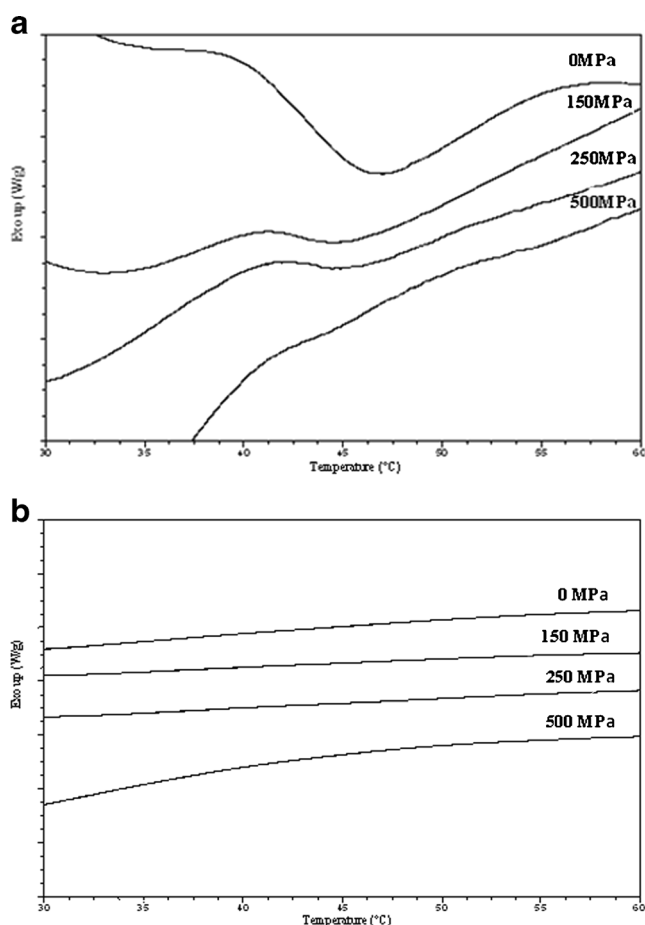 a
0MPa
150MPa
250MPa
500MPa
Exo up (W/g)
30 35 40 45 50 55 60
Temperature (°C)
b
0 MPa
150 MPa
250 MPa
500 MPa
Exo up (W/g)
30 35 40 45 50 55 60
Temperature (°C)